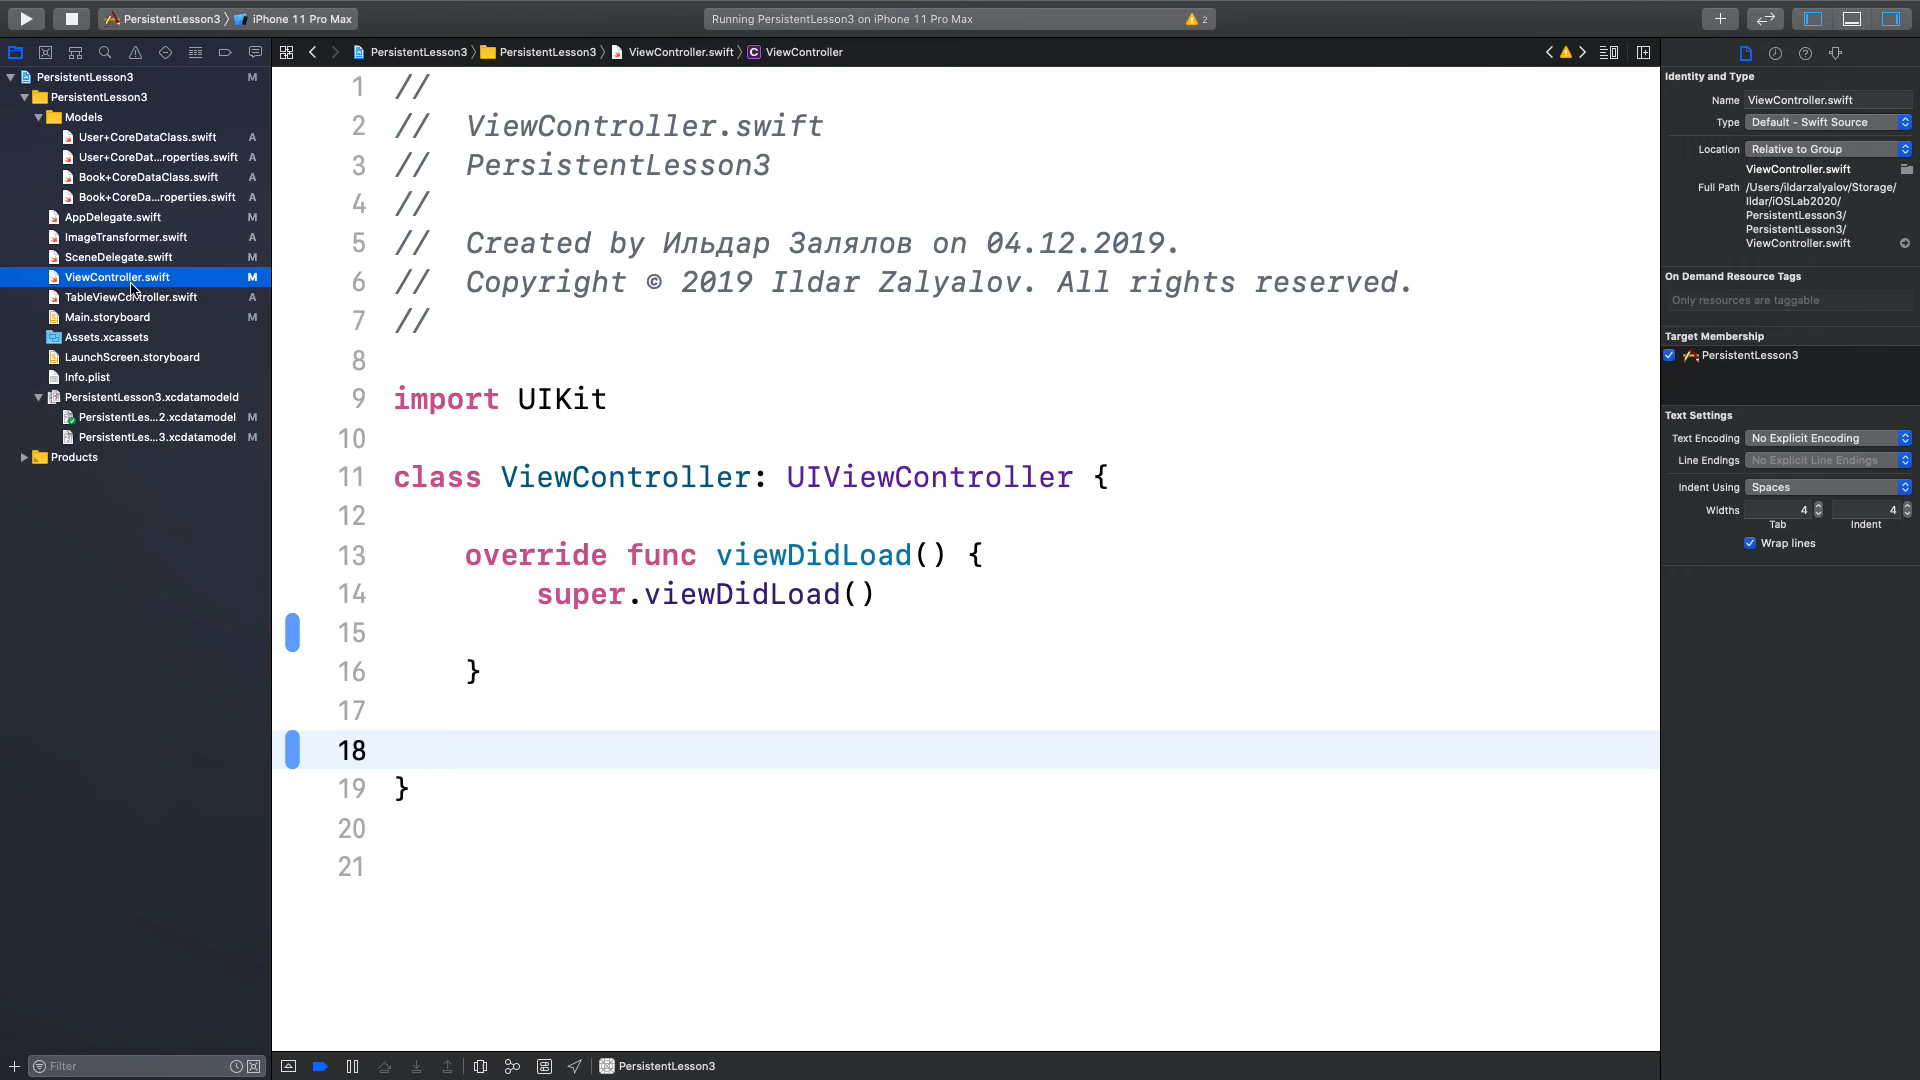 PersistentLesson3 iPhone 11 Pro Max
Running PersistentLesson3 on iPhone 11 Pro Max
2
PersistentLesson3 M
PersistentLesson3
Models
User+CoreDataClass.swift A
User+CoreDat...roperties.swift A
Book+CoreDataClass.swift A
Book+CoreDa...roperties.swift A
AppDelegate.swift M
ImageTransformer.swift A
SceneDelegate.swift M
ViewController.swift M
TableViewController.swift A
Main.storyboard M
Assets.xcassets
LaunchScreen.storyboard
Info.plist
PersistentLesson3.xcdatamodeld
PersistentLes...2.xcdatamodel M
PersistentLes...3.xcdatamodel M
Products
Filter
PersistentLesson3 PersistentLesson3 ViewController.swift C ViewController
1 //
2 // ViewController.swift
3 // PersistentLesson3
4 //
5 // Created by Ильдар Залялов on 04.12.2019.
6 // Copyright © 2019 Ildar Zalyalov. All rights reserved.
7 //
8
9 import UIKit
10
11 class ViewController: UIViewController {
12
13 override func viewDidLoad() {
14 super.viewDidLoad()
15
16 }
17
18
19 }
20
21
PersistentLesson3
Identity and Type
Name ViewController.swift
Type Default - Swift Source
Location Relative to Group
ViewController.swift
Full Path /Users/ildarzalyalov/Storage/
Ildar/iOSLab2020/
PersistentLesson3/
PersistentLesson3/
ViewController.swift
On Demand Resource Tags
Only resources are taggable
Target Membership
PersistentLesson3
Text Settings
Text Encoding No Explicit Encoding
Line Endings No Explicit Line Endings
Indent Using Spaces
Widths 4 4
Tab Indent
Wrap lines